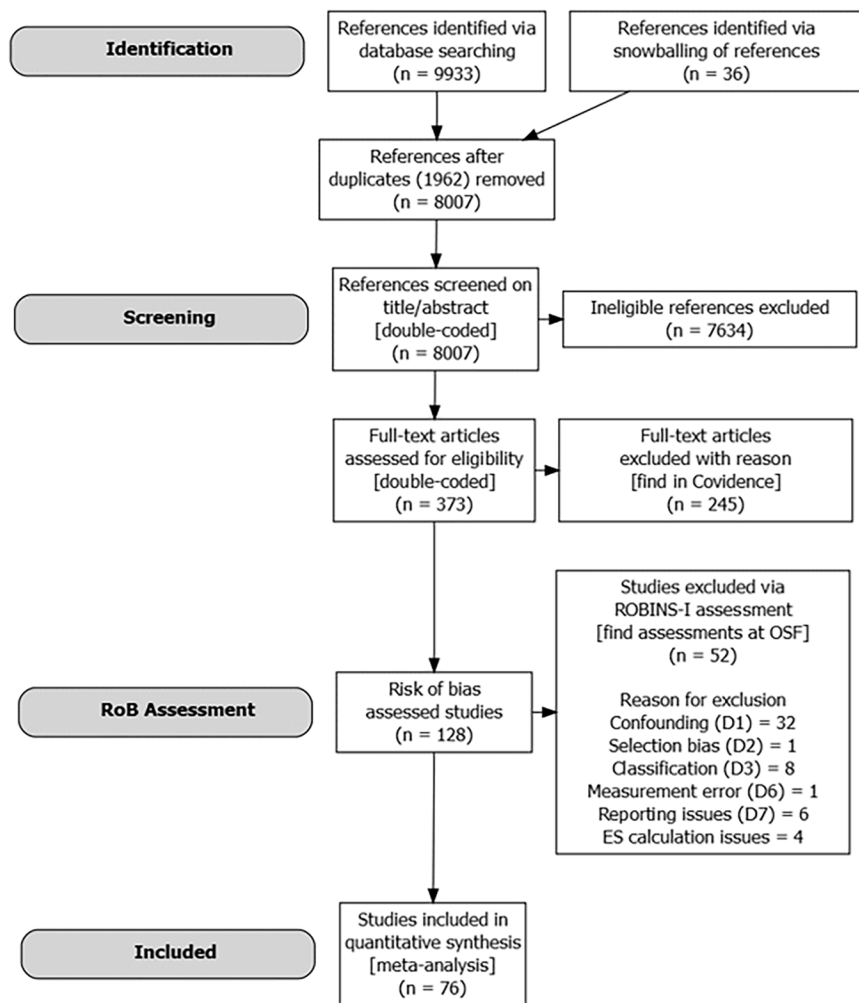 Identification
References identified via
database searching
(n = 9933)
References identified via
snowballing of references
(n = 36)
References after
duplicates (1962) removed
(n = 8007)
Screening
References screened on
title/abstract
[double-coded]
(n = 8007)
Ineligible references excluded
(n = 7634)
Full-text articles
assessed for eligibility
[double-coded]
(n = 373)
Full-text articles
excluded with reason
[find in Covidence]
(n = 245)
RoB Assessment
Risk of bias
assessed studies
(n = 128)
Studies excluded via
ROBINS-I assessment
[find assessments at OSF]
(n = 52)
Reason for exclusion
Confounding (D1) = 32
Selection bias (D2) = 1
Classification (D3) = 8
Measurement error (D6) = 1
Reporting issues (D7) = 6
ES calculation issues = 4
Included
Studies included in
quantitative synthesis
[meta-analysis]
(n = 76)